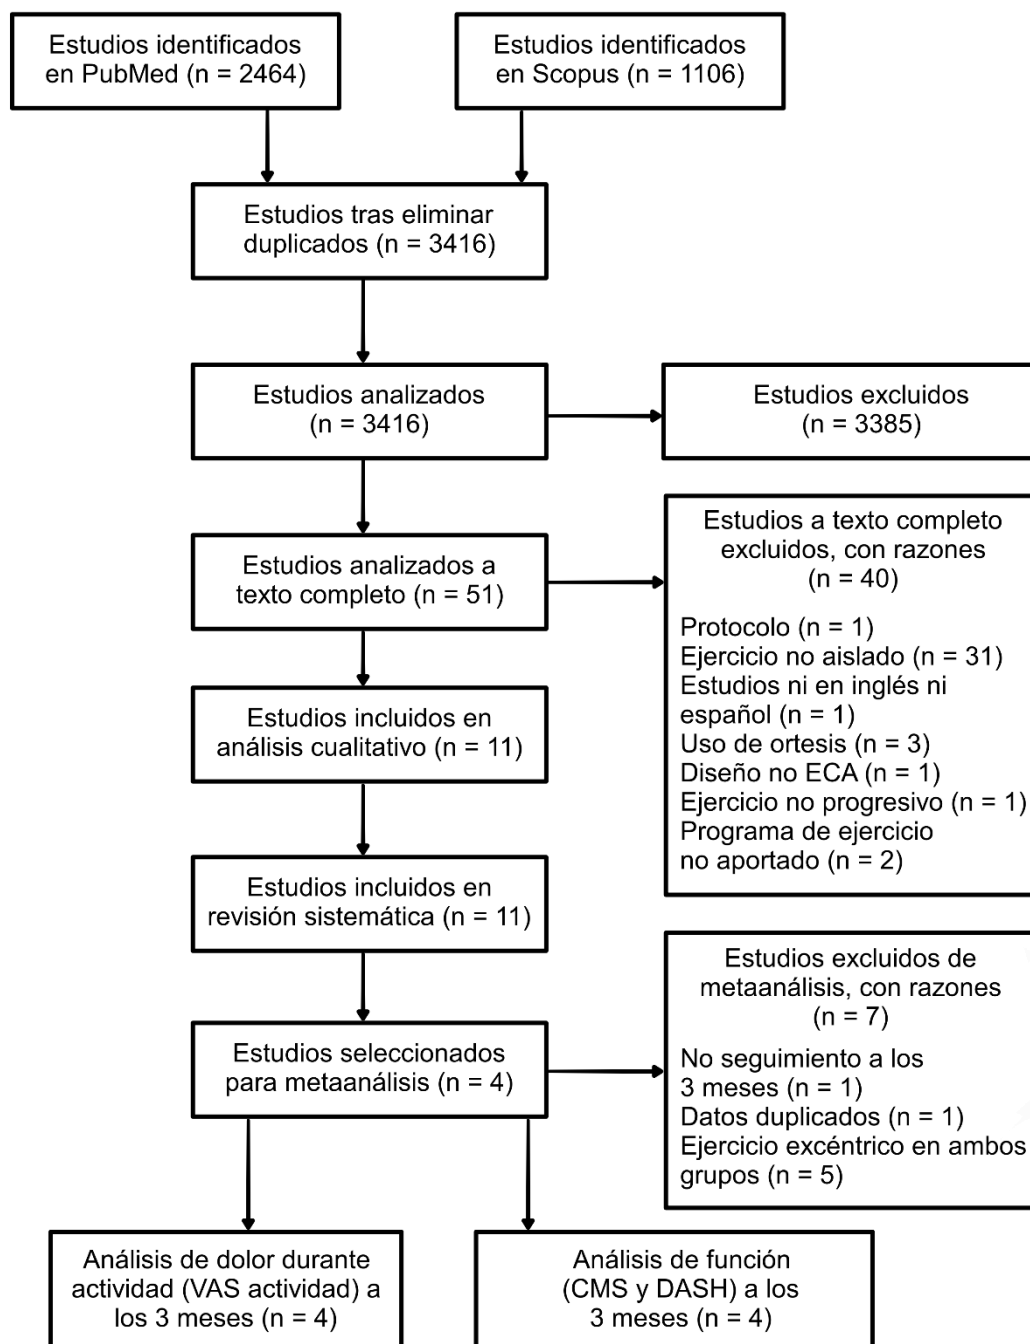 Estudios identificados
en PubMed (n = 2464)
Estudios identificados
en Scopus (n = 1106)
Estudios tras eliminar
duplicados (n = 3416)
Estudios analizados
(n = 3416)
Estudios excluidos
(n = 3385)
Estudios analizados a
texto completo (n = 51)
Estudios a texto completo
excluidos, con razones
(n = 40)
Protocolo (n = 1)
Ejercicio no aislado (n = 31)
Estudios ni en inglés ni
español (n = 1)
Uso de ortesis (n = 3)
Diseño no ECA (n = 1)
Ejercicio no progresivo (n = 1)
Programa de ejercicio
no aportado (n = 2)
Estudios incluidos en
análisis cualitativo (n = 11)
Estudios incluidos en
revisión sistemática (n = 11)
Estudios seleccionados
para metaanálisis (n = 4)
Estudios excluidos de
metaanálisis, con razones
(n = 7)
No seguimiento a los
3 meses (n = 1)
Datos duplicados (n = 1)
Ejercicio excéntrico en ambos
grupos (n = 5)
Análisis de dolor durante
actividad (VAS actividad) a
los 3 meses (n = 4)
Análisis de función
(CMS y DASH) a los
3 meses (n = 4)